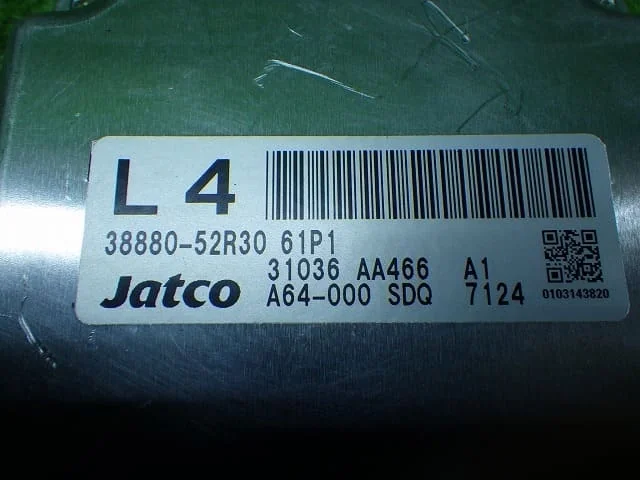 L 4
38880-52R30 61P1
31036 AA466 A1
Jatco A64-000 SDQ 7124
0103143820